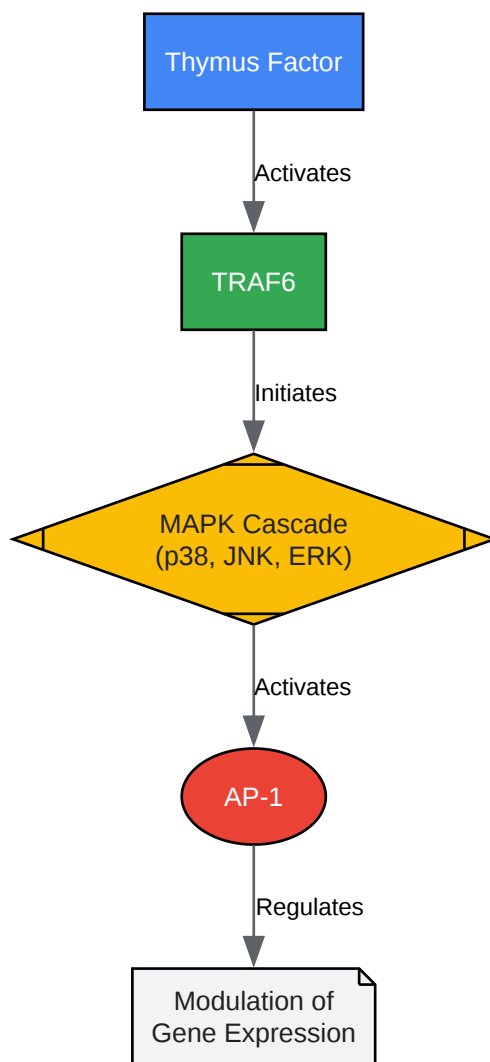 Thymus Factor
Activates
TRAF6
Initiates
MAPK Cascade
(p38, JNK, ERK)
Activates
AP-1
Regulates
Modulation of
Gene Expression